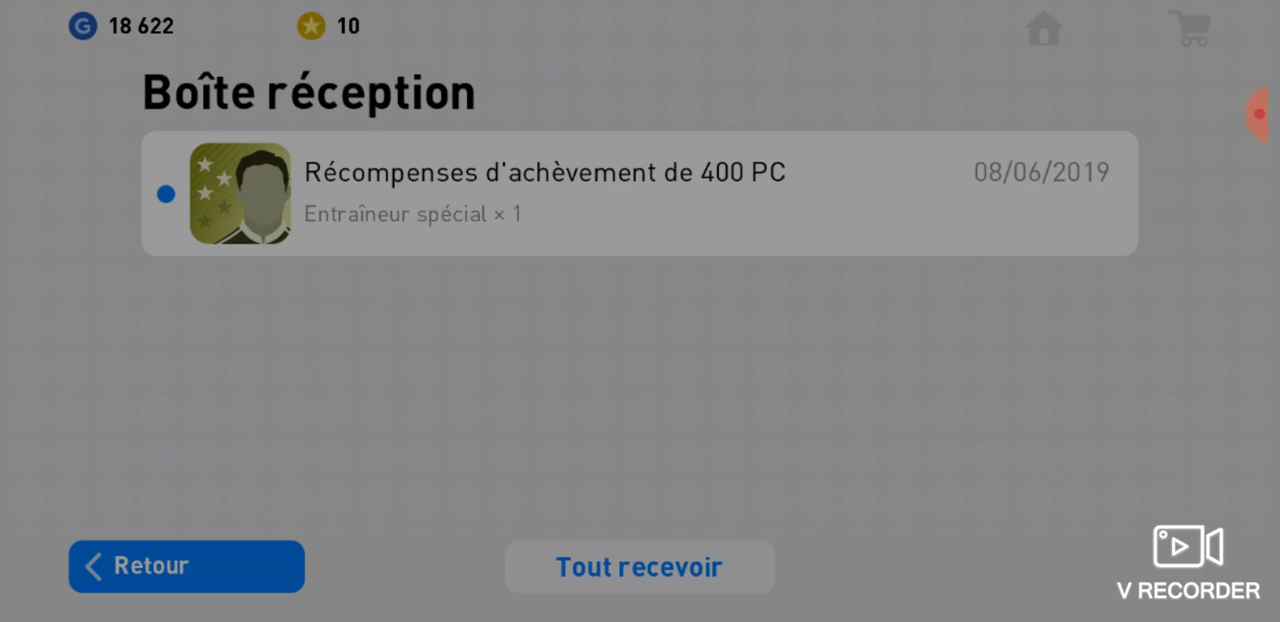 G 18 622
10
Boîte réception
Récompenses d'achèvement de 400 PC
08/06/2019
Entraîneur spécial × 1
Retour
Tout recevoir
V RECORDER